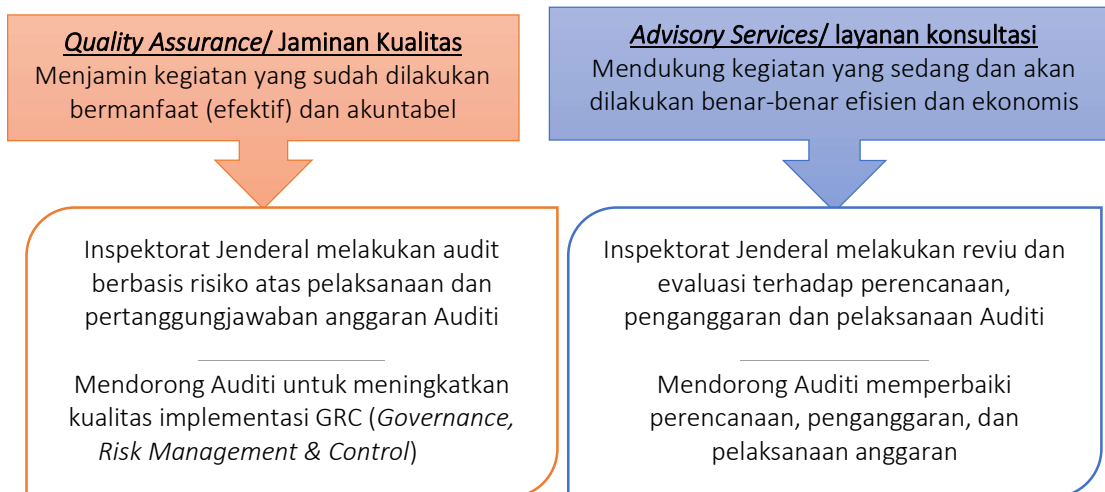 Quality Assurance/ Jaminan Kualitas
Menjamin kegiatan yang sudah dilakukan
bermanfaat (efektif) dan akuntabel
Inspektorat Jenderal melakukan audit
berbasis risiko atas pelaksanaan dan
pertanggungjawaban anggaran Auditi
Mendorong Auditi untuk meningkatkan
kualitas implementasi GRC (Governance,
Risk Management & Control)
Advisory Services/ layanan konsultasi
Mendukung kegiatan yang sedang dan akan
dilakukan benar-benar efisien dan ekonomis
Inspektorat Jenderal melakukan reviu dan
evaluasi terhadap perencanaan,
penganggaran dan pelaksanaan Auditi
Mendorong Auditi memperbaiki
perencanaan, penganggaran, dan
pelaksanaan anggaran